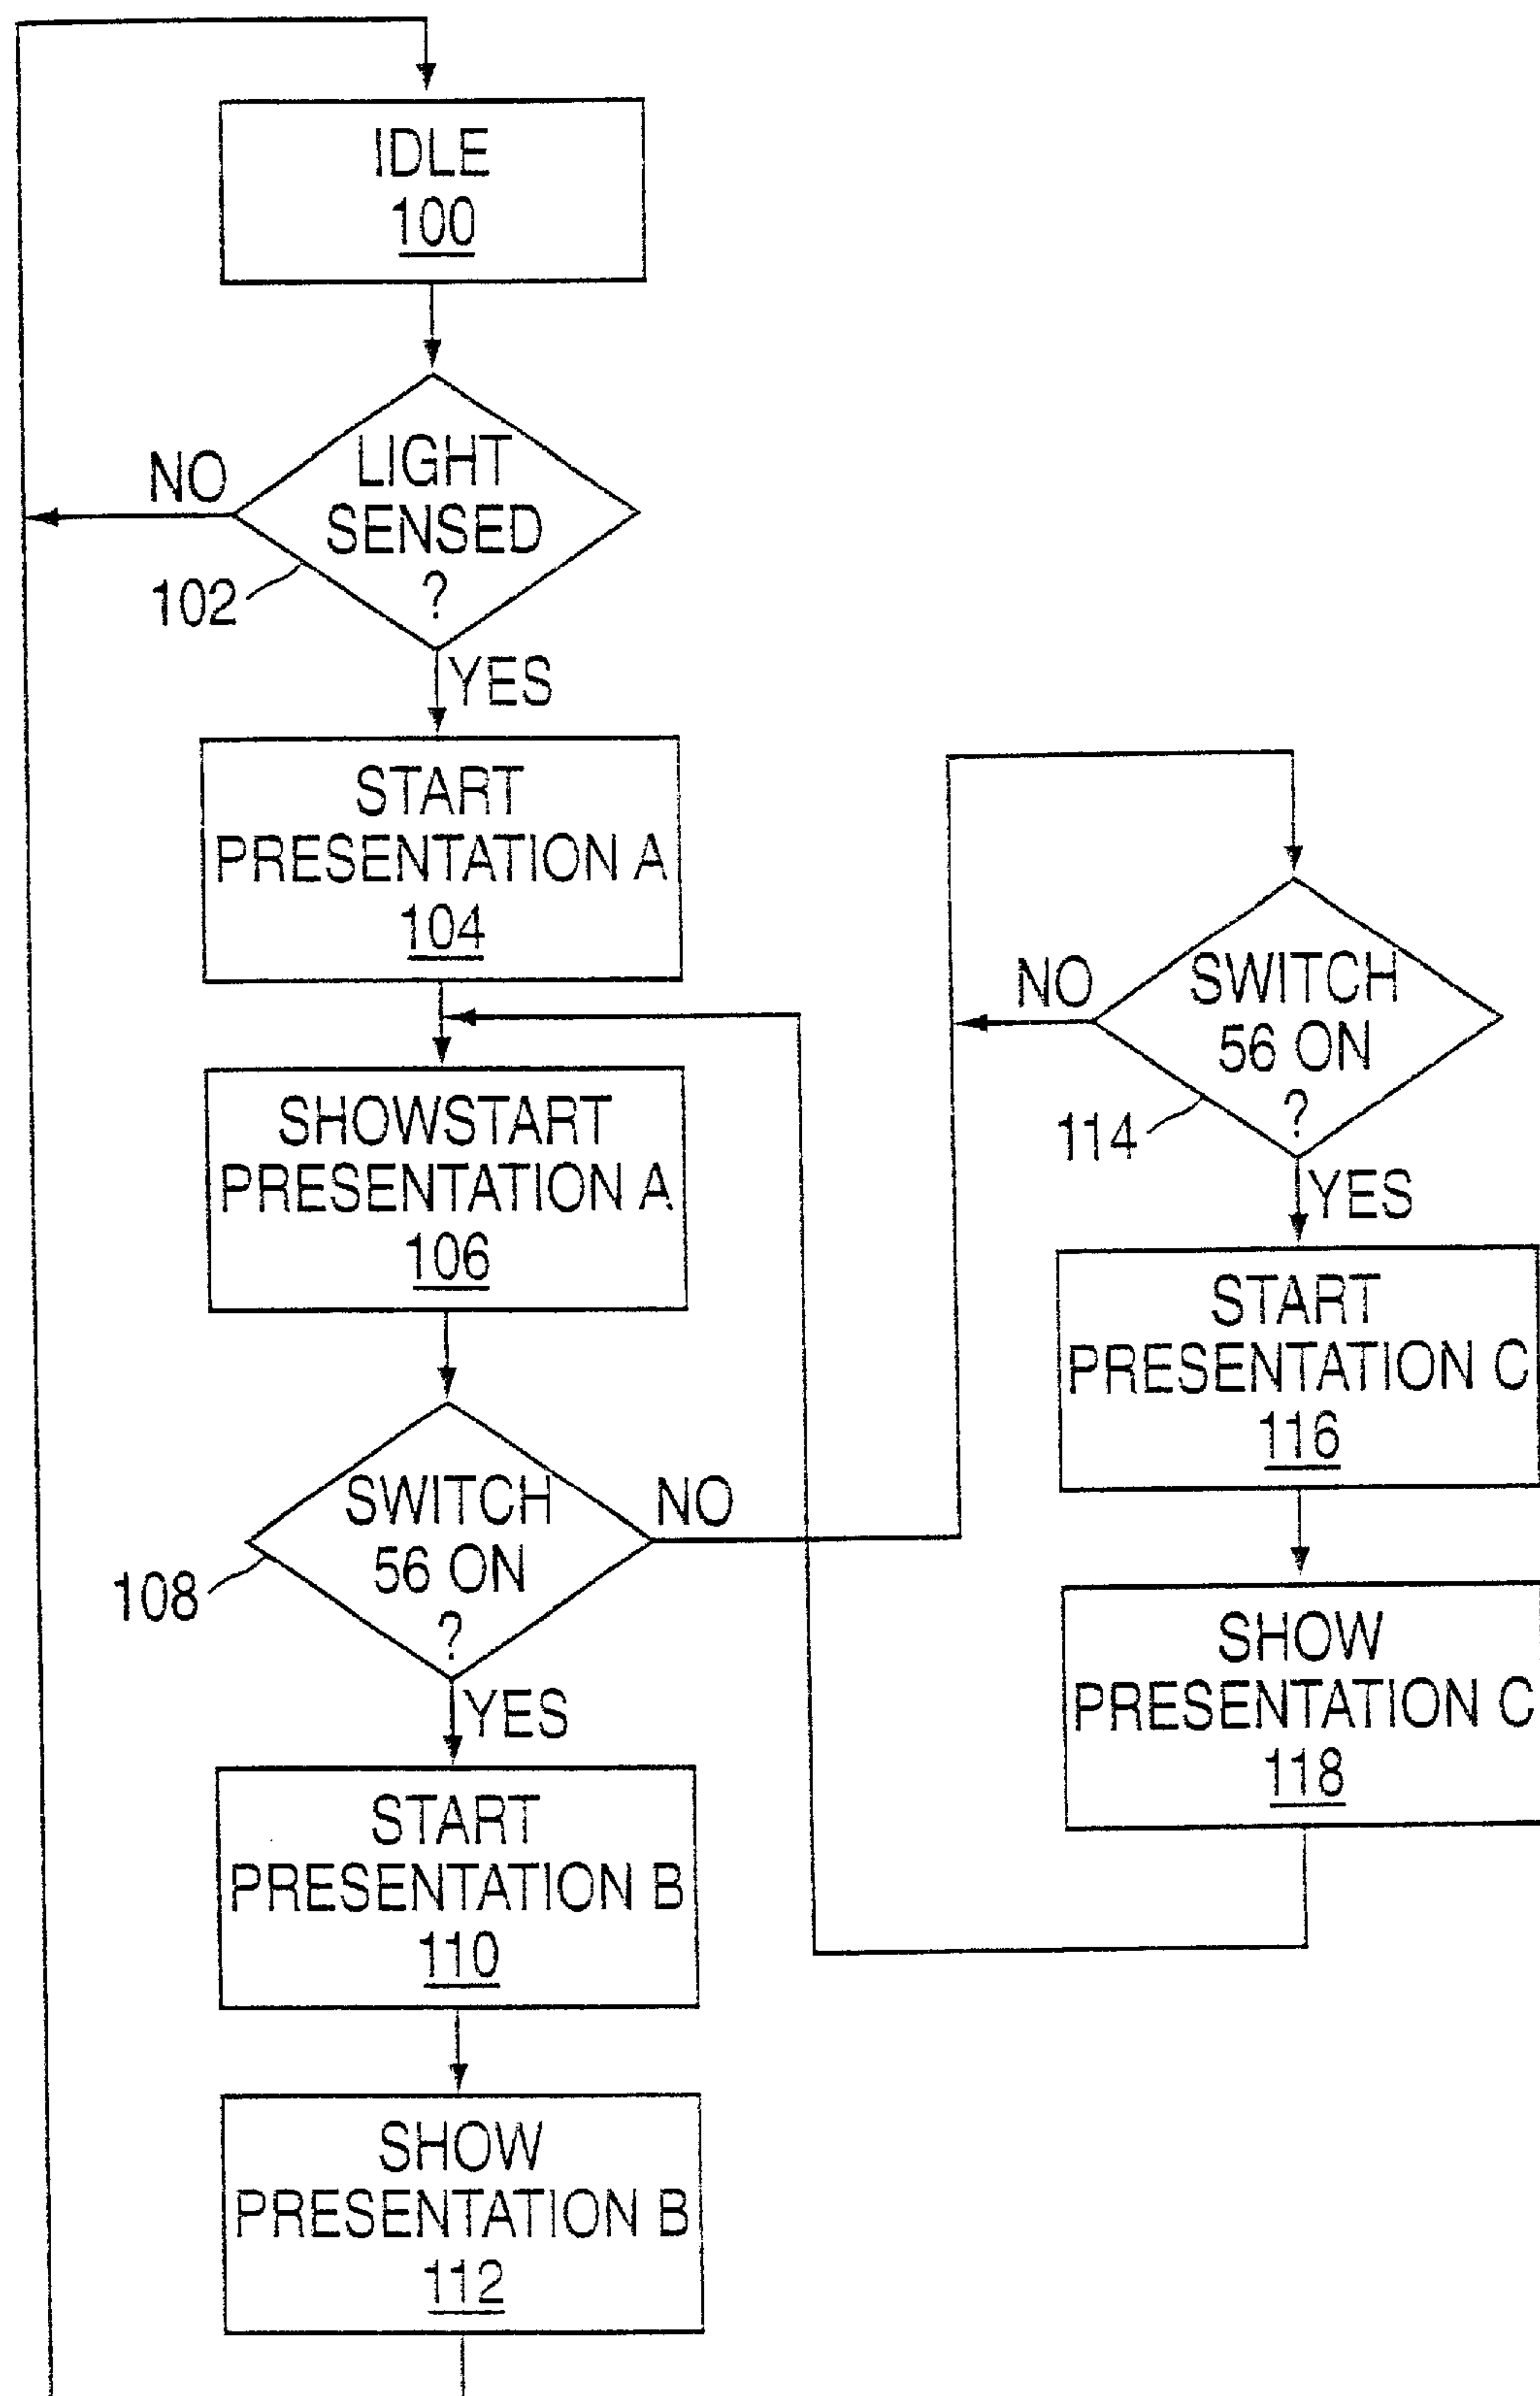 IDLE
100
LIGHT
SENSED
?
NO
102
YES
START
PRESENTATION A
104
SHOWSTART
PRESENTATION A
106
SWITCH
56 ON
?
NO
108
YES
START
PRESENTATION B
110
SHOW
PRESENTATION B
112
SWITCH
56 ON
?
NO
114
YES
START
PRESENTATION C
116
SHOW
PRESENTATION C
118